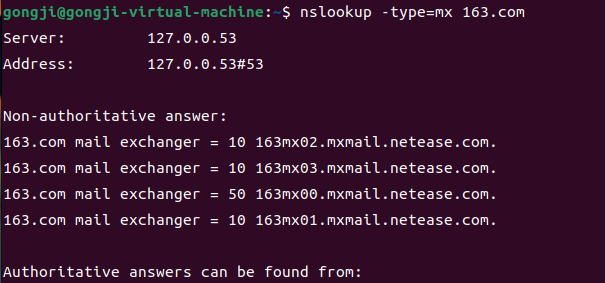 gongji@gongji-virtual-machine:~$ nslookup -type=mx 163.com
Server: 127.0.0.53
Address: 127.0.0.53#53
Non-authoritative answer:
163.com mail exchanger = 10 163mx02.mxmail.netease.com.
163.com mail exchanger = 10 163mx03.mxmail.netease.com.
163.com mail exchanger = 50 163mx00.mxmail.netease.com.
163.com mail exchanger = 10 163mx01.mxmail.netease.com.
Authoritative answers can be found from: